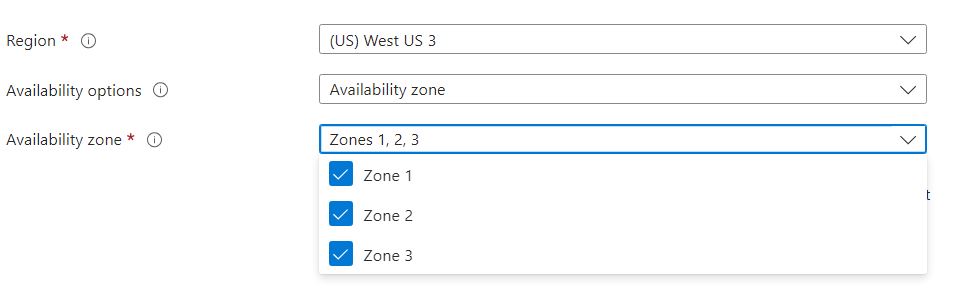 Region * (US) West US 3
Availability options Availability zone
Availability zone * Zones 1, 2, 3
Zone 1
t
Zone 2
Zone 3